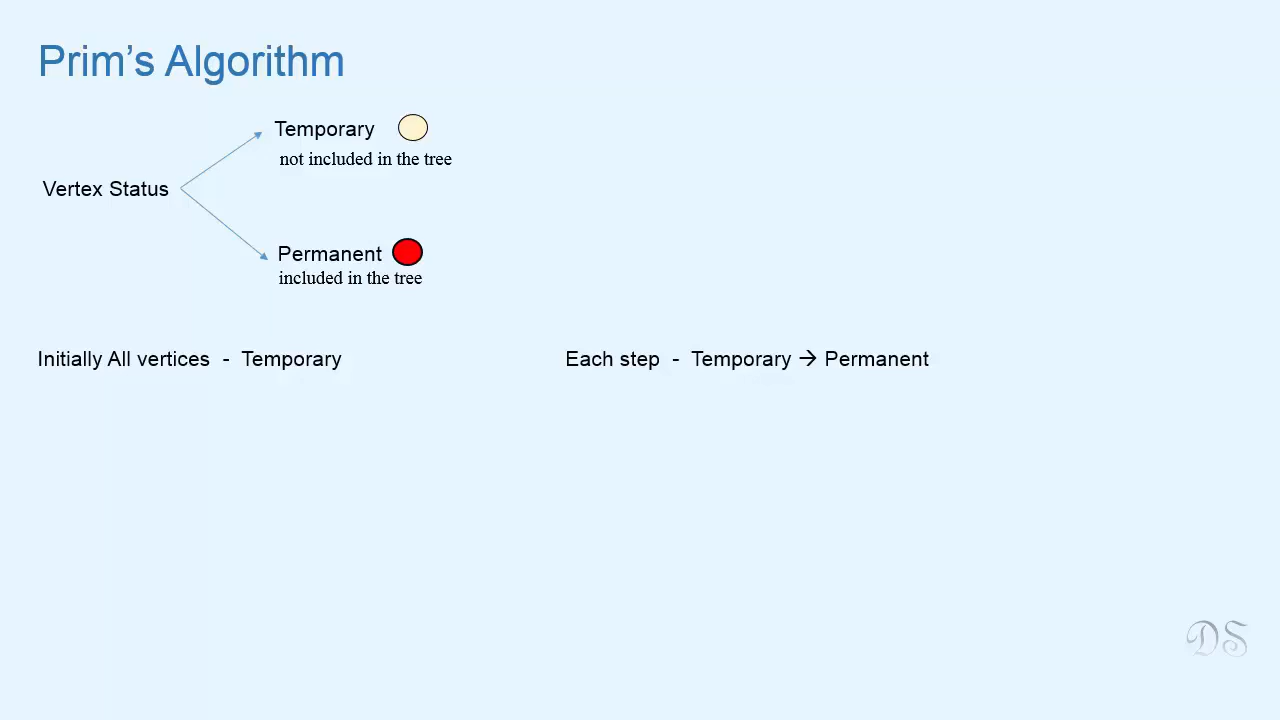 Prim's Algorithm
Temporary
not included in the tree
Vertex Status
Permanent
included in the tree
Initially All vertices - Temporary
Each step - Temporary → Permanent
DS